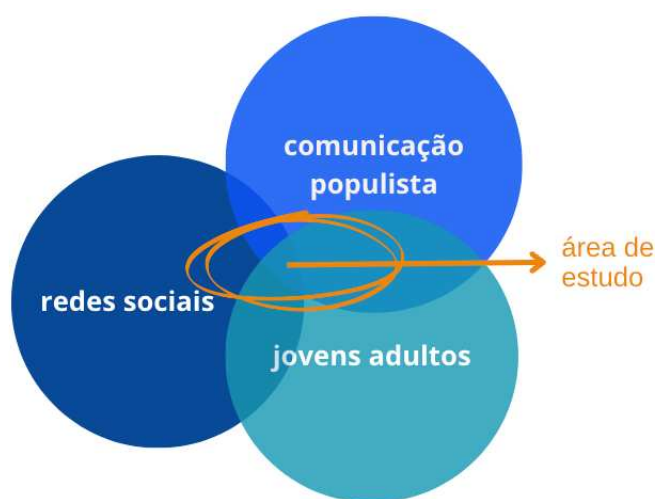 comunicação
populista
área de
estudo
redes sociais
jovens adultos